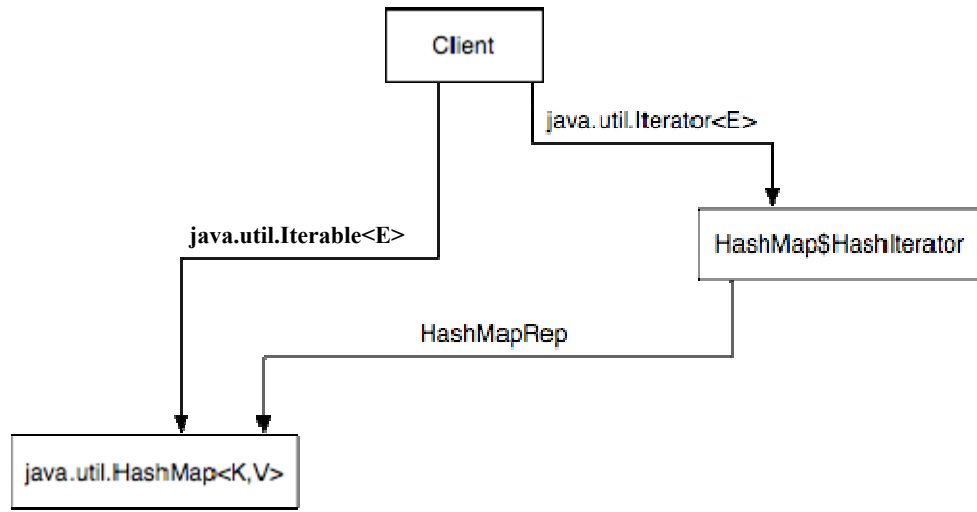 Client
java.util.Iterator<E>
java.util.Iterable<E>
HashMap$HashIterator
HashMapRep
java.util.HashMap<K,V>